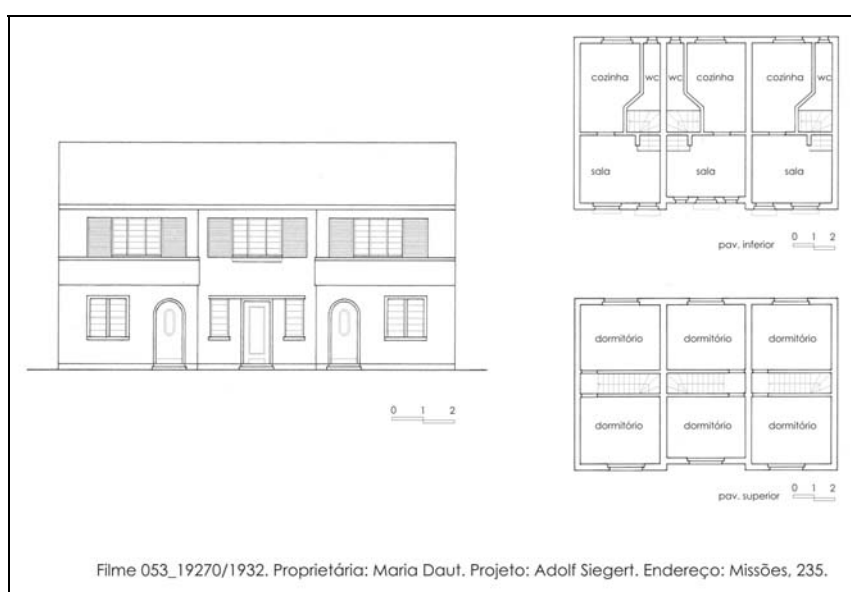 cozinha wc wc cozinha cozinha wc
sala sala sala
pav. inferior 0 1 2
dormitório dormitório dormitório
dormitório dormitório dormitório
0 1 2
pav. superior 0 1 2
Filme 053_19270/1932. Proprietária: Maria Daut. Projeto: Adolf Siegert. Endereço: Missões, 235.